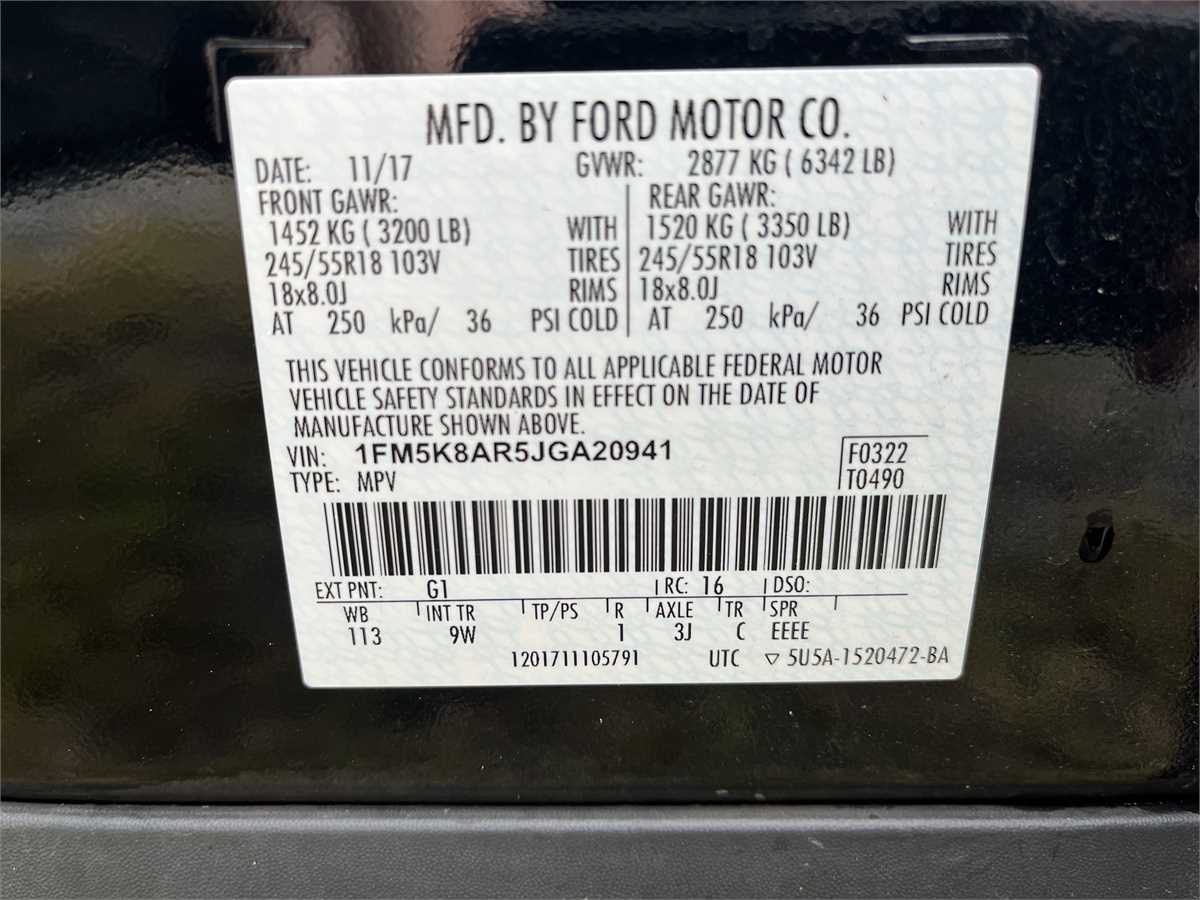 MFD. BY FORD MOTOR CO.
DATE: 11/17 GVWR: 2877 KG ( 6342 LB)
FRONT GAWR: REAR GAWR:
1452 KG ( 3200 LB) WITH 1520 KG ( 3350 LB) WITH
245/55R18 103V TIRES 245/55R18 103V TIRES
18x8.0J RIMS 18x8.0J RIMS
AT 250 kPa/ 36 PSI COLD AT 250 kPa/ 36 PSI COLD
THIS VEHICLE CONFORMS TO ALL APPLICABLE FEDERAL MOTOR
VEHICLE SAFETY STANDARDS IN EFFECT ON THE DATE OF
MANUFACTURE SHOWN ABOVE.
VIN: 1FM5K8AR5JGA20941 F0322
TYPE: MPV T0490
EXT PNT: G1 RC: 16 DSO:
WB INT TR TP/PS R AXLE TR SPR
113 9W 1 3J C EEEE
1201711105791 UTC ▽ 5U5A-1520472-BA